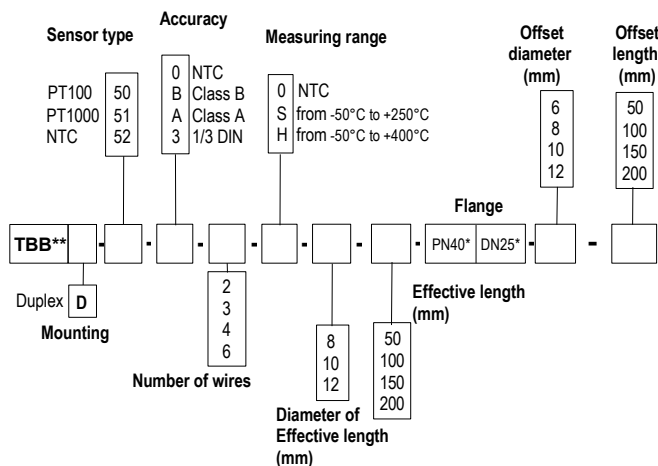 Sensor type
PT100 50
PT1000 51
NTC 52
Accuracy
0 NTC
B Class B
A Class A
3 1/3 DIN
Measuring range
0 NTC
S from -50°C to +250°C
H from -50°C to +400°C
Offset
diameter
(mm)
6
8
10
12
Offset
length
(mm)
50
100
150
200
Flange
TBB** - - - - - - - PN40* DN25* - -
Duplex D
Mounting
2
3
4
6
Number of wires
8
10
12
Diameter of
Effective length
(mm)
Effective length
(mm)
50
100
150
200